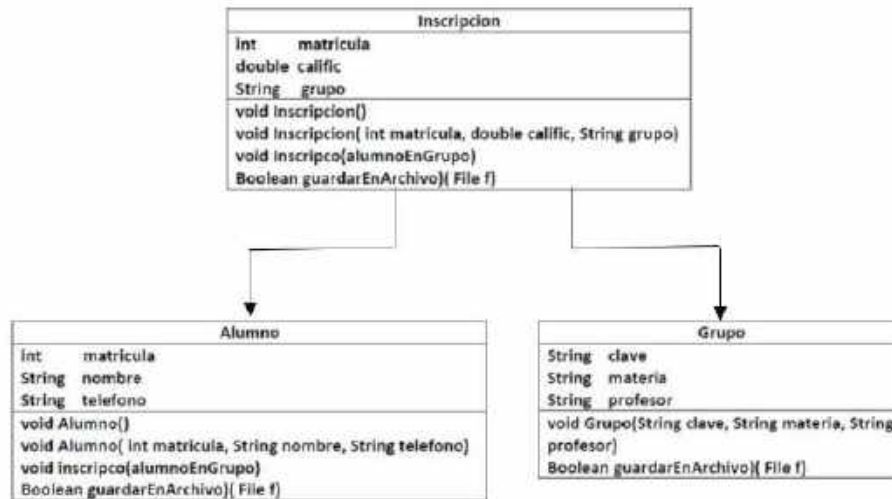 Inscripcion
int matricula
double calific
String grupo
void Inscripcion()
void Inscripcion( int matricula, double calific, String grupo)
void Inscripco(alumnoEnGrupo)
Boolean guardarEnArchivo)( File f)
Alumno
int matricula
String nombre
String telefono
void Alumno()
void Alumno( int matricula, String nombre, String telefono)
void inscripco(alumnoEnGrupo)
Boolean guardarEnArchivo)( File f)
Grupo
String clave
String materia
String profesor
void Grupo(String clave, String materia, String
profesor)
Boolean guardarEnArchivo)( File f)